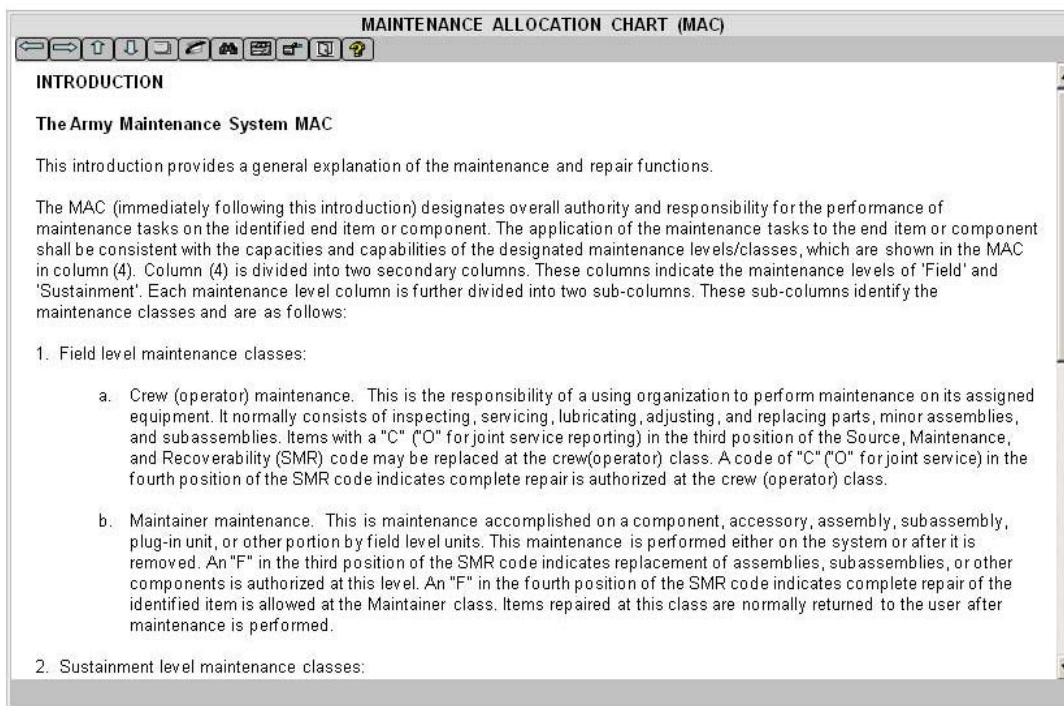 MAINTENANCE ALLOCATION CHART (MAC)
INTRODUCTION
The Army Maintenance System MAC
This introduction provides a general explanation of the maintenance and repair functions.
The MAC (immediately following this introduction) designates overall authority and responsibility for the performance of
maintenance tasks on the identified end item or component. The application of the maintenance tasks to the end item or component
shall be consistent with the capacities and capabilities of the designated maintenance levels/classes, which are shown in the MAC
in column (4). Column (4) is divided into two secondary columns. These columns indicate the maintenance levels of 'Field' and
'Sustainment'. Each maintenance level column is further divided into two sub-columns. These sub-columns identify the
maintenance classes and are as follows:
1. Field level maintenance classes:
a. Crew (operator) maintenance. This is the responsibility of a using organization to perform maintenance on its assigned
equipment. It normally consists of inspecting, servicing, lubricating, adjusting, and replacing parts, minor assemblies,
and subassemblies. Items with a "C" ("O" for joint service reporting) in the third position of the Source, Maintenance,
and Recoverability (SMR) code may be replaced at the crew(operator) class. A code of "C" ("O" for joint service) in the
fourth position of the SMR code indicates complete repair is authorized at the crew (operator) class.
b. Maintainer maintenance. This is maintenance accomplished on a component, accessory, assembly, subassembly,
plug-in unit, or other portion by field level units. This maintenance is performed either on the system or after it is
removed. An "F" in the third position of the SMR code indicates replacement of assemblies, subassemblies, or other
components is authorized at this level. An "F" in the fourth position of the SMR code indicates complete repair of the
identified item is allowed at the Maintainer class. Items repaired at this class are normally returned to the user after
maintenance is performed.
2. Sustainment level maintenance classes: